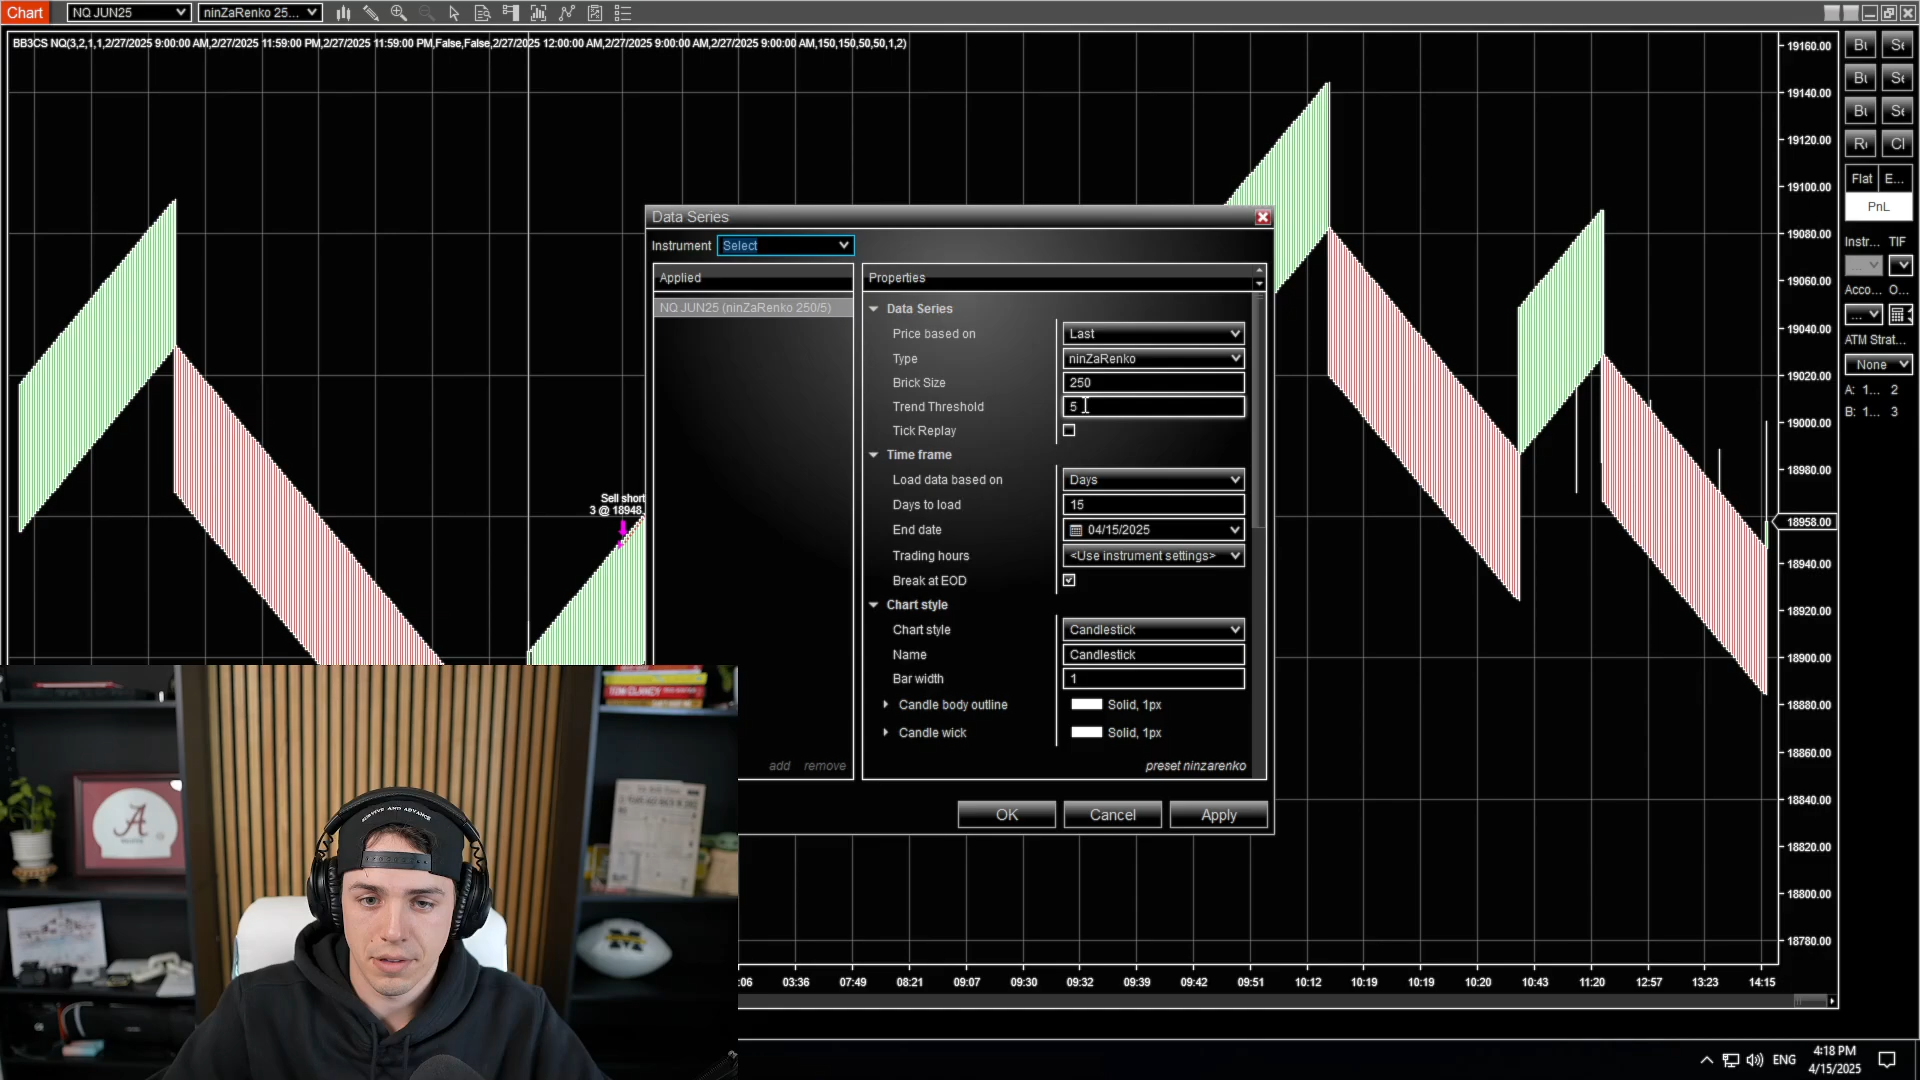 Chart NQ JUN25 ninZaRenko 25...
BB3CS NQ(3,2,1,1,2/27/2025 9:00:00 AM,2/27/2025 11:59:00 PM,2/27/2025 11:59:00 PM,False,False,2/27/2025 12:00:00 AM,2/27/2025 9:00:00 AM,2/27/2025 9:00:00 AM,150,150,50,50,1,2)
Sell short
3 @ 18948.
Data Series
Instrument Select
Applied
NQ JUN25 (ninZaRenko 250/5)
add remove
Properties
Data Series
Price based on Last
Type ninZaRenko
Brick Size 250
Trend Threshold 5
Tick Replay
Time frame
Load data based on Days
Days to load 15
End date 04/15/2025
Trading hours <Use instrument settings>
Break at EOD
Chart style
Chart style Candlestick
Name Candlestick
Bar width 1
Candle body outline Solid, 1px
Candle wick Solid, 1px
preset ninzarenko
OK Cancel Apply
19160.00
19140.00
19120.00
19100.00
19080.00
19060.00
19040.00
19020.00
19000.00
18980.00
18958.00
18940.00
18920.00
18900.00
18880.00
18860.00
18840.00
18820.00
18800.00
18780.00
Flat E...
PnL
Instr... TIF
Acco... O...
ATM Strat...
None
A: 1... 2
B: 1... 3
:06 03:36 07:49 08:21 09:07 09:30 09:32 09:39 09:42 09:51 10:12 10:19 10:19 10:20 10:43 11:20 12:57 13:23 14:15
TOM CLANCY
A
SURVIVE AND ADVANCE
M
ENG
4:18 PM
4/15/2025